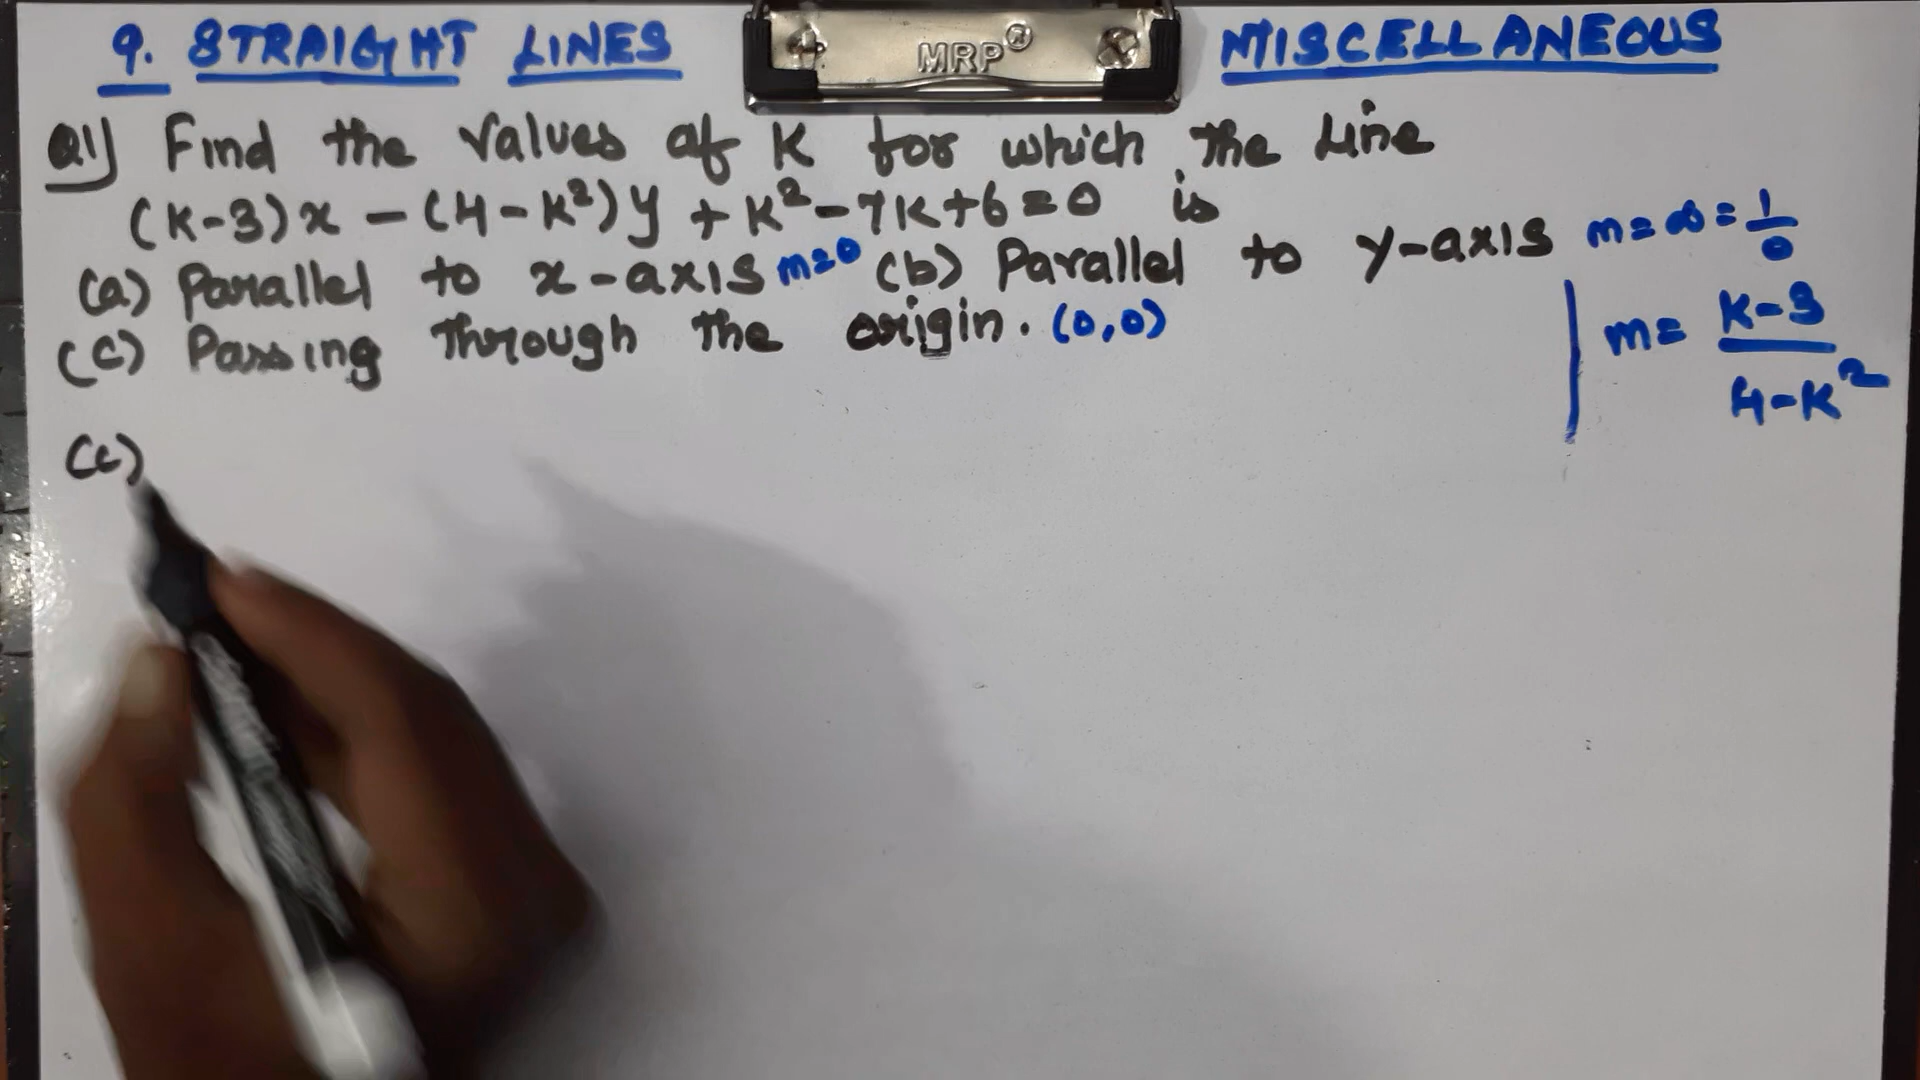 9. STRAIGHT LINES
MRP®
MISCELLANEOUS
Q1) Find the values of K for which the line
(K-3)x - (4-K²)y + K²-7K+6=0 is
(a) Parallel to x-axis m=0 (b) Parallel to y-axis m=∞=1/0
(c) Passing through the origin. (0,0)
m= K-3/4-K²
(c)